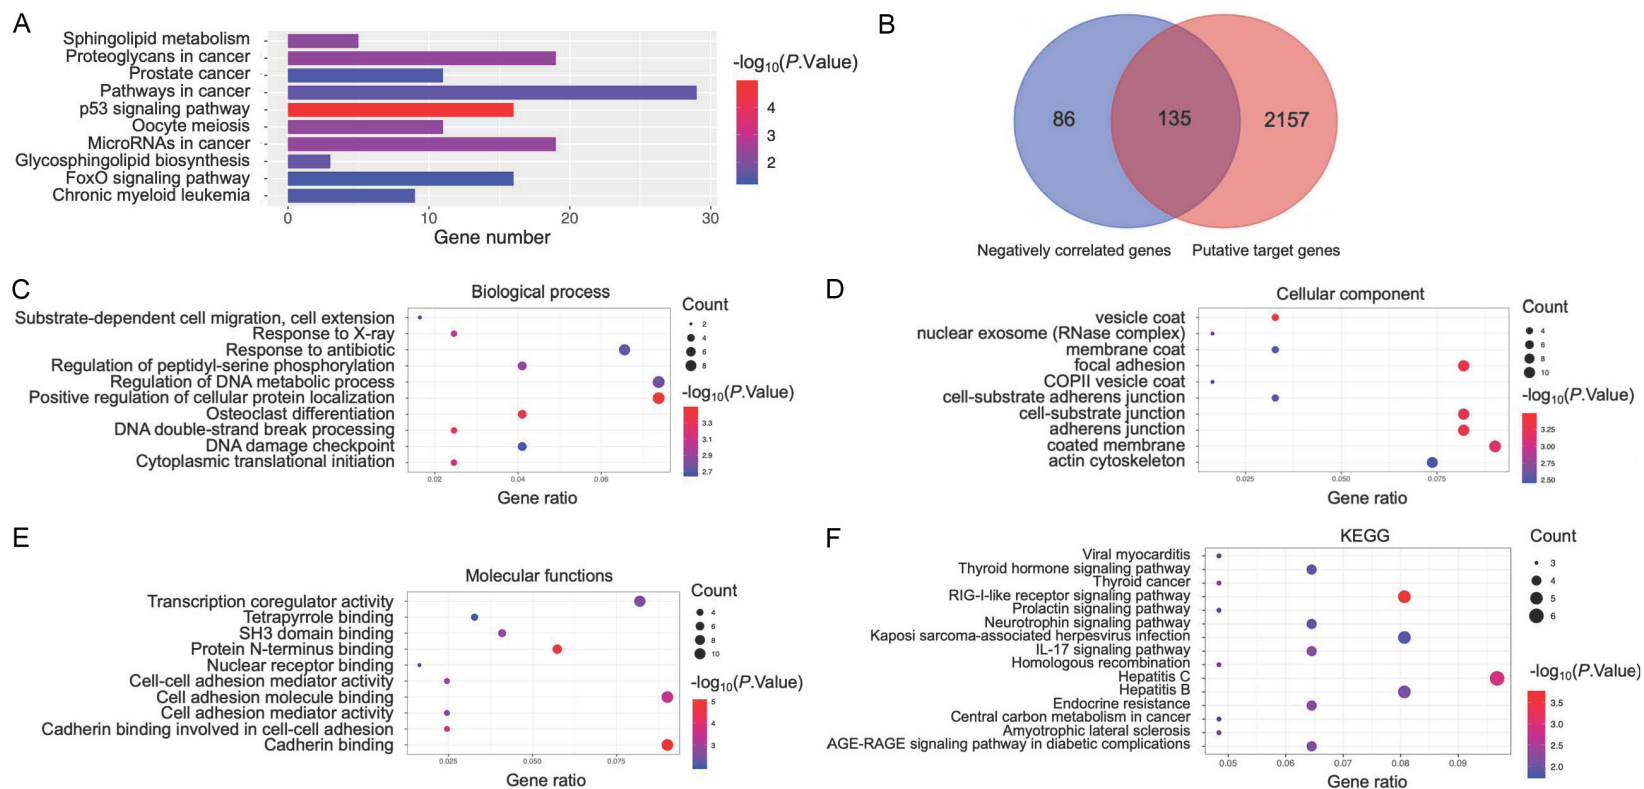 A
Sphingolipid metabolism
Proteoglycans in cancer
Prostate cancer
Pathways in cancer
p53 signaling pathway
Oocyte meiosis
MicroRNAs in cancer
Glycosphingolipid biosynthesis
FoxO signaling pathway
Chronic myeloid leukemia
0 10 20 30
Gene number
-log10(P.Value)
4
3
2
B
86 135 2157
Negatively correlated genes Putative target genes
C
Biological process
Substrate-dependent cell migration, cell extension
Response to X-ray
Response to antibiotic
Regulation of peptidyl-serine phosphorylation
Regulation of DNA metabolic process
Positive regulation of cellular protein localization
Osteoclast differentiation
DNA double-strand break processing
DNA damage checkpoint
Cytoplasmic translational initiation
0.02 0.04 0.06
Gene ratio
Count
2
4
6
8
-log10(P.Value)
3.3
3.1
2.9
2.7
D
Cellular component
vesicle coat
nuclear exosome (RNase complex)
membrane coat
focal adhesion
COPII vesicle coat
cell-substrate adherens junction
cell-substrate junction
adherens junction
coated membrane
actin cytoskeleton
0.025 0.050 0.075
Gene ratio
Count
4
6
8
10
-log10(P.Value)
3.25
3.00
2.75
2.50
E
Molecular functions
Transcription coregulator activity
Tetrapyrrole binding
SH3 domain binding
Protein N-terminus binding
Nuclear receptor binding
Cell-cell adhesion mediator activity
Cell adhesion molecule binding
Cell adhesion mediator activity
Cadherin binding involved in cell-cell adhesion
Cadherin binding
0.025 0.050 0.075
Gene ratio
Count
4
6
8
10
-log10(P.Value)
5
4
3
F
KEGG
Viral myocarditis
Thyroid hormone signaling pathway
Thyroid cancer
RIG-I-like receptor signaling pathway
Prolactin signaling pathway
Neurotrophin signaling pathway
Kaposi sarcoma-associated herpesvirus infection
IL-17 signaling pathway
Homologous recombination
Hepatitis C
Hepatitis B
Endocrine resistance
Central carbon metabolism in cancer
Amyotrophic lateral sclerosis
AGE-RAGE signaling pathway in diabetic complications
0.05 0.06 0.07 0.08 0.09
Gene ratio
Count
3
4
5
6
-log10(P.Value)
3.5
3.0
2.5
2.0